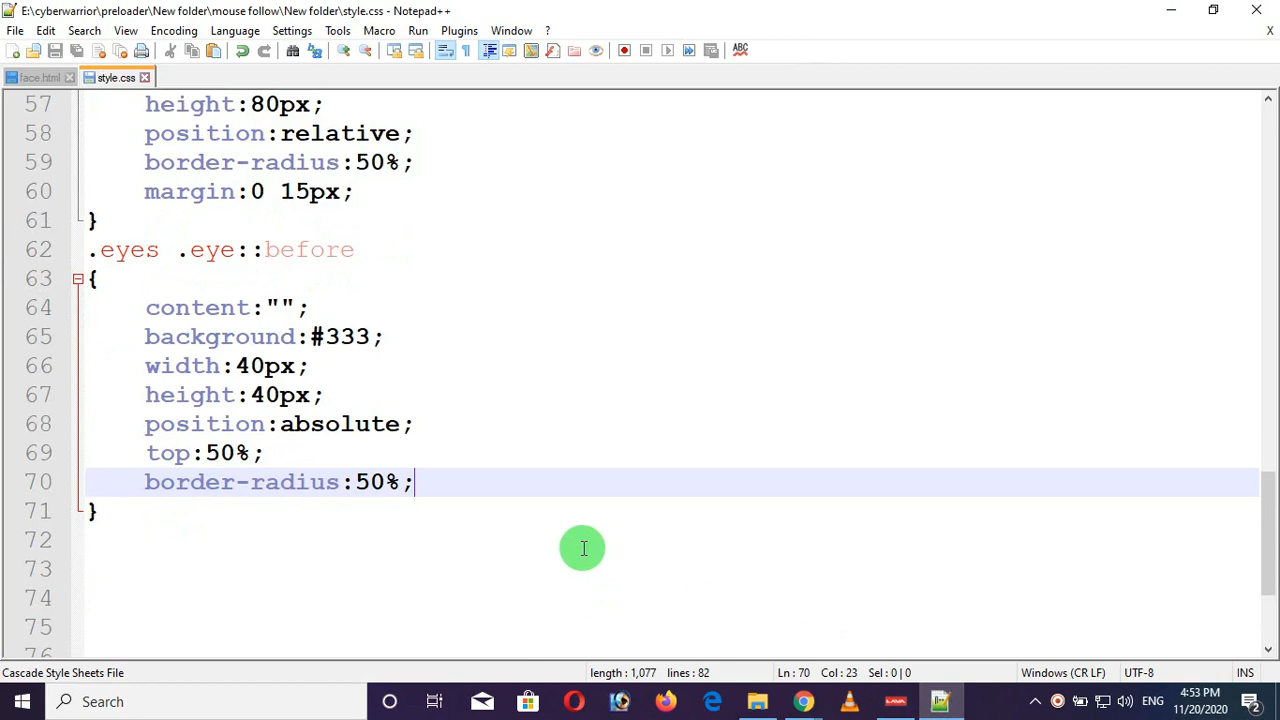 E:\cyberwarrior\preloader\New folder\mouse follow\New folder\style.css - Notepad++
File Edit Search View Encoding Language Settings Tools Macro Run Plugins Window ?
X
ABC
face.html style.css
57 height:80px;
58 position:relative;
59 border-radius:50%;
60 margin:0 15px;
61 }
62 .eyes .eye::before
63 {
64 content:"";
65 background:#333;
66 width:40px;
67 height:40px;
68 position:absolute;
69 top:50%;
70 border-radius:50%;
71 }
72
73
74
75
76
Cascade Style Sheets File length : 1,077 lines : 82 Ln : 70 Col : 23 Sel : 0 | 0 Windows (CR LF) UTF-8 INS
Search LAVA ENG 4:53 PM
11/20/2020 2